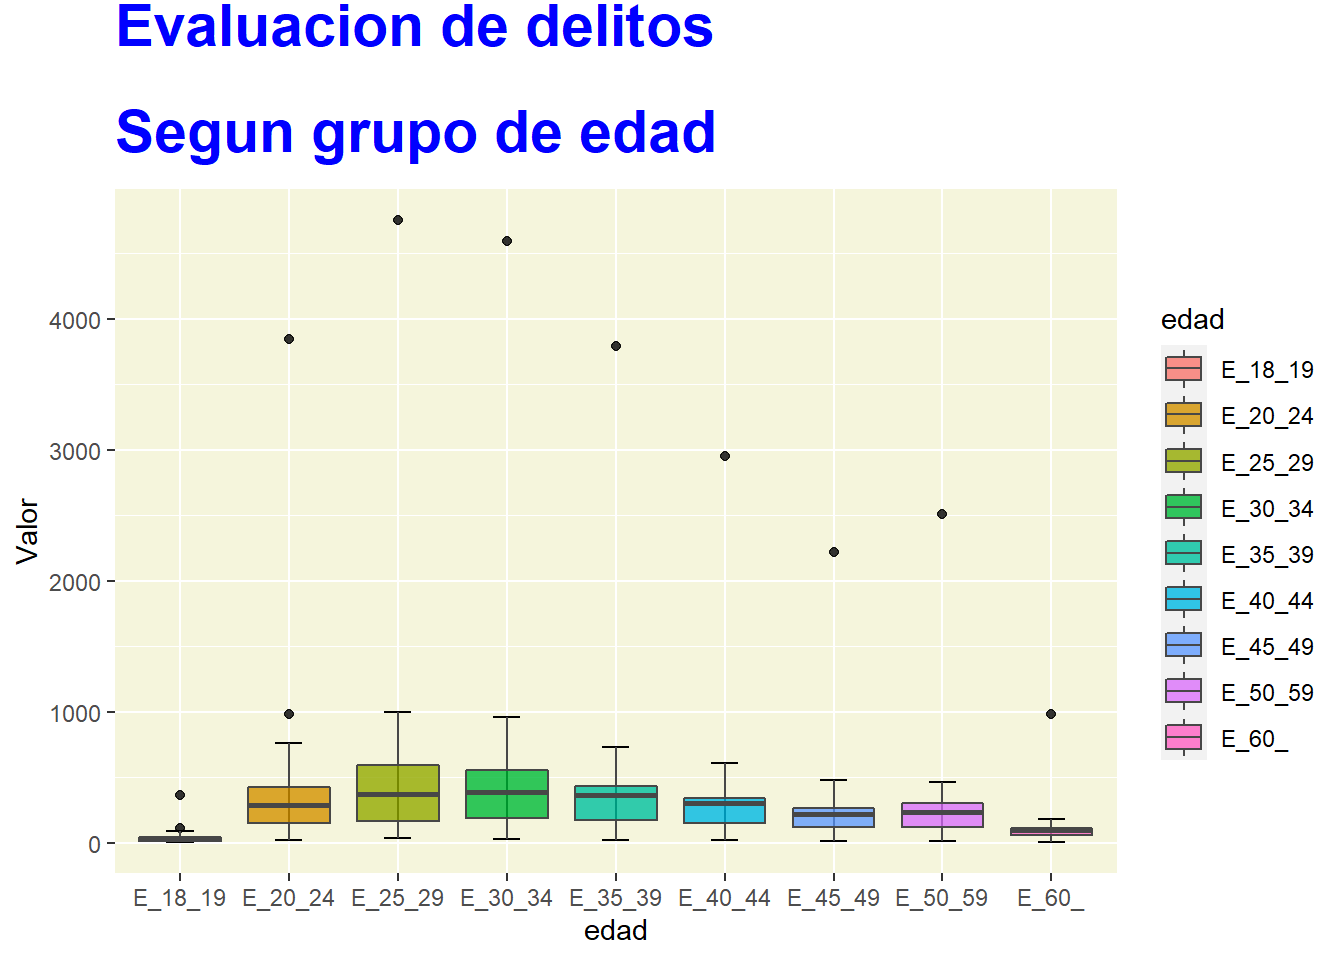 Evaluacion de delitos
Segun grupo de edad
Valor
4000
3000
2000
1000
0
E_18_19 E_20_24 E_25_29 E_30_34 E_35_39 E_40_44 E_45_49 E_50_59 E_60_
edad
edad
E_18_19
E_20_24
E_25_29
E_30_34
E_35_39
E_40_44
E_45_49
E_50_59
E_60_